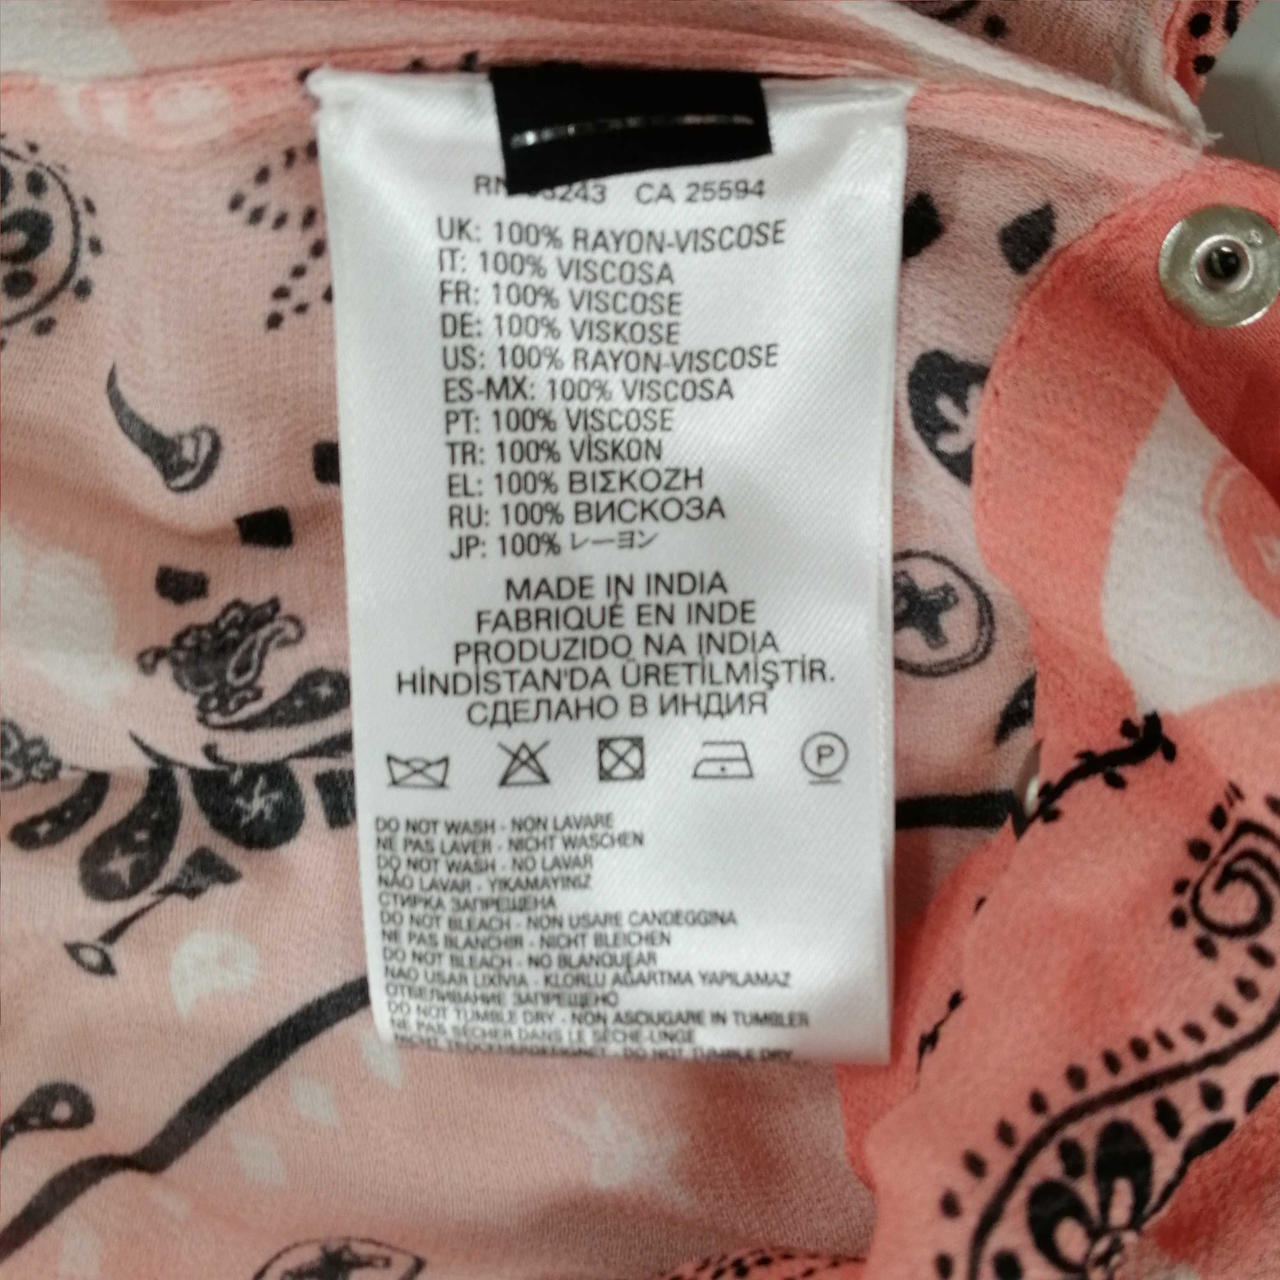 CA 25594
UK: 100% RAYON-VISCOSE
IT: 100% VISCOSA
FR: 100% VISCOSE
DE: 100% VISKOSE
US: 100% RAYON-VISCOSE
ES-MX: 100% VISCOSA
PT: 100% VISCOSE
TR: 100% VİSKON
EL: 100% ΒΙΣΚΟΖΗ
RU: 100% ВИСКОЗА
JP: 100% レーヨン
MADE IN INDIA
FABRIQUÉ EN INDE
PRODUZIDO NA INDIA
HİNDİSTAN'DA ÜRETİLMİŞTİR.
СДЕЛАНО В ИНДИЯ
P
DO NOT WASH - NON LAVARE
NE PAS LAVER - NICHT WASCHEN
DO NOT WASH - NO LAVAR
NÃO LAVAR - YIKAMAYINIZ
СТИРКА ЗАПРЕЩЕНА
DO NOT BLEACH - NON USARE CANDEGGINA
NE PAS BLANCHIR - NICHT BLEICHEN
DO NOT BLEACH - NO BLANQUEAR
NAO USAR LIXÍVIA - KLORLU AĞARTMA YAPILAMAZ
ОТБЕЛИВАНИЕ ЗАПРЕЩЕНО
DO NOT TUMBLE DRY - NON ASCIUGARE IN TUMBLER
NE PAS SÉCHER DANS LE SÈCHE-LINGE
DO NOT TUMBLE DRY